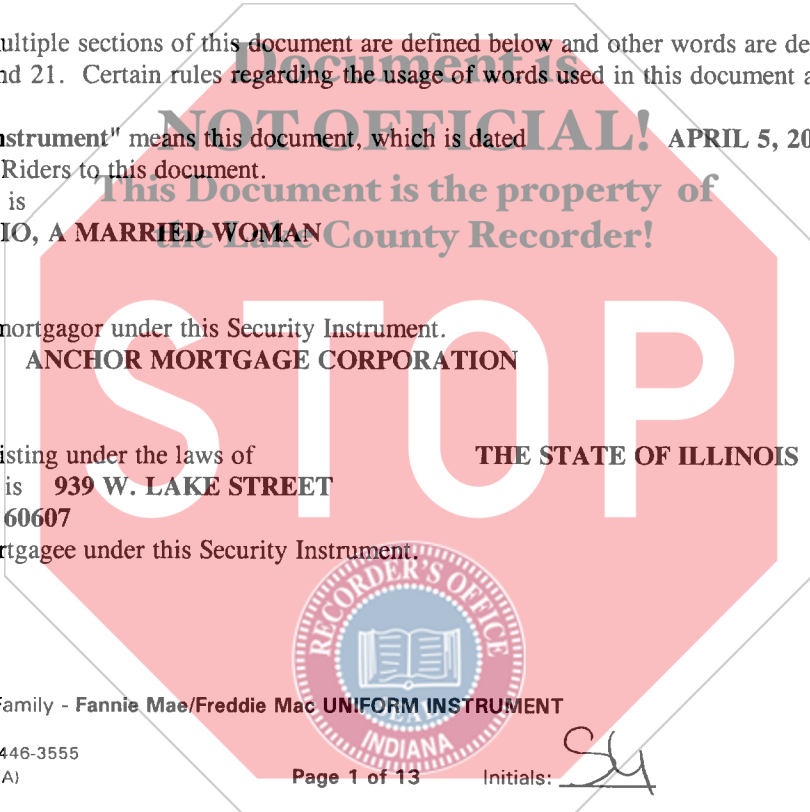 ultiple sections of this document are defined below and other words are de
nd 21. Certain rules regarding the usage of words used in this document a
Document is
NOT OFFICIAL!
nstrument" means this document, which is dated APRIL 5, 20
Riders to this document.
This Document is the property of
is
the Lake County Recorder!
IO, A MARRIED WOMAN
nortgagor under this Security Instrument.
ANCHOR MORTGAGE CORPORATION
STOP
isting under the laws of THE STATE OF ILLINOIS
is 939 W. LAKE STREET
60607
rtgagee under this Security Instrument.
RECORDER'S OFFICE
SEAL
INDIANA
Family - Fannie Mae/Freddie Mac UNIFORM INSTRUMENT
446-3555
A)
Page 1 of 13 Initials: SY